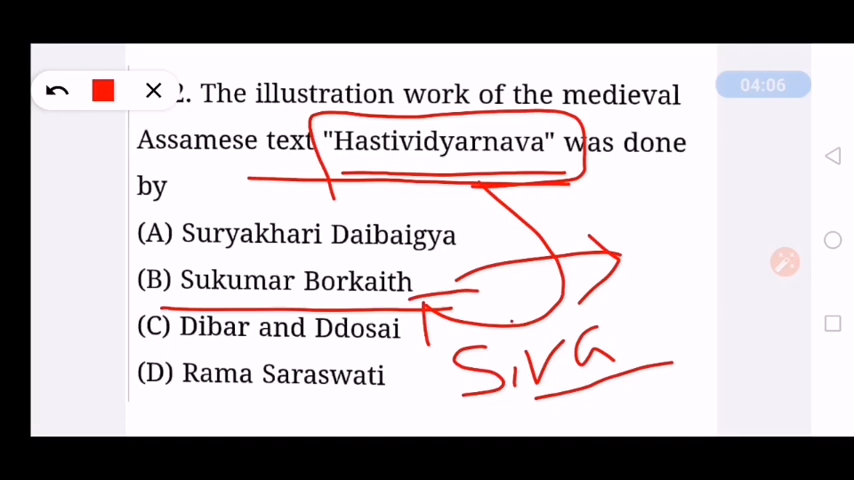 04:06
2. The illustration work of the medieval
Assamese text "Hastividyarnava" was done
by
(A) Suryakhari Daibaigya
(B) Sukumar Borkaith
(C) Dibar and Ddosai
(D) Rama Saraswati
Siva